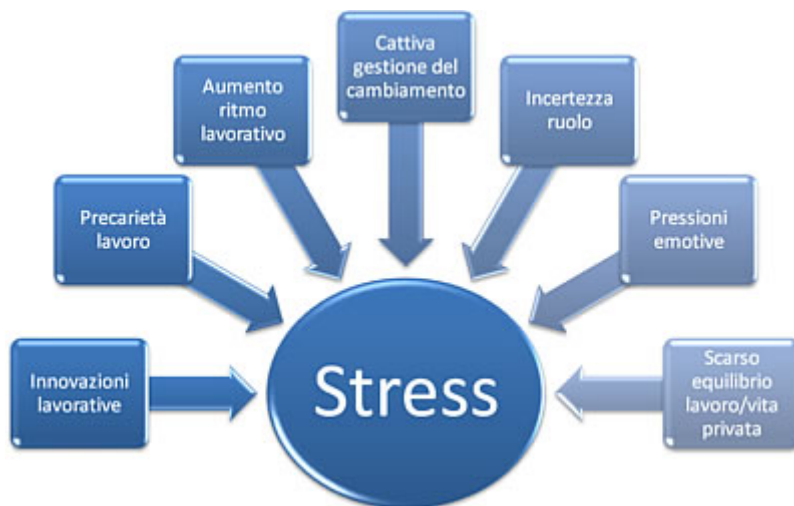 Cattiva
gestione del
cambiamento
Aumento
ritmo
lavorativo
Incertezza
ruolo
Precarietà
lavoro
Pressioni
emotive
Innovazioni
lavorative
Stress
Scarso
equilibrio
lavoro/vita
privata